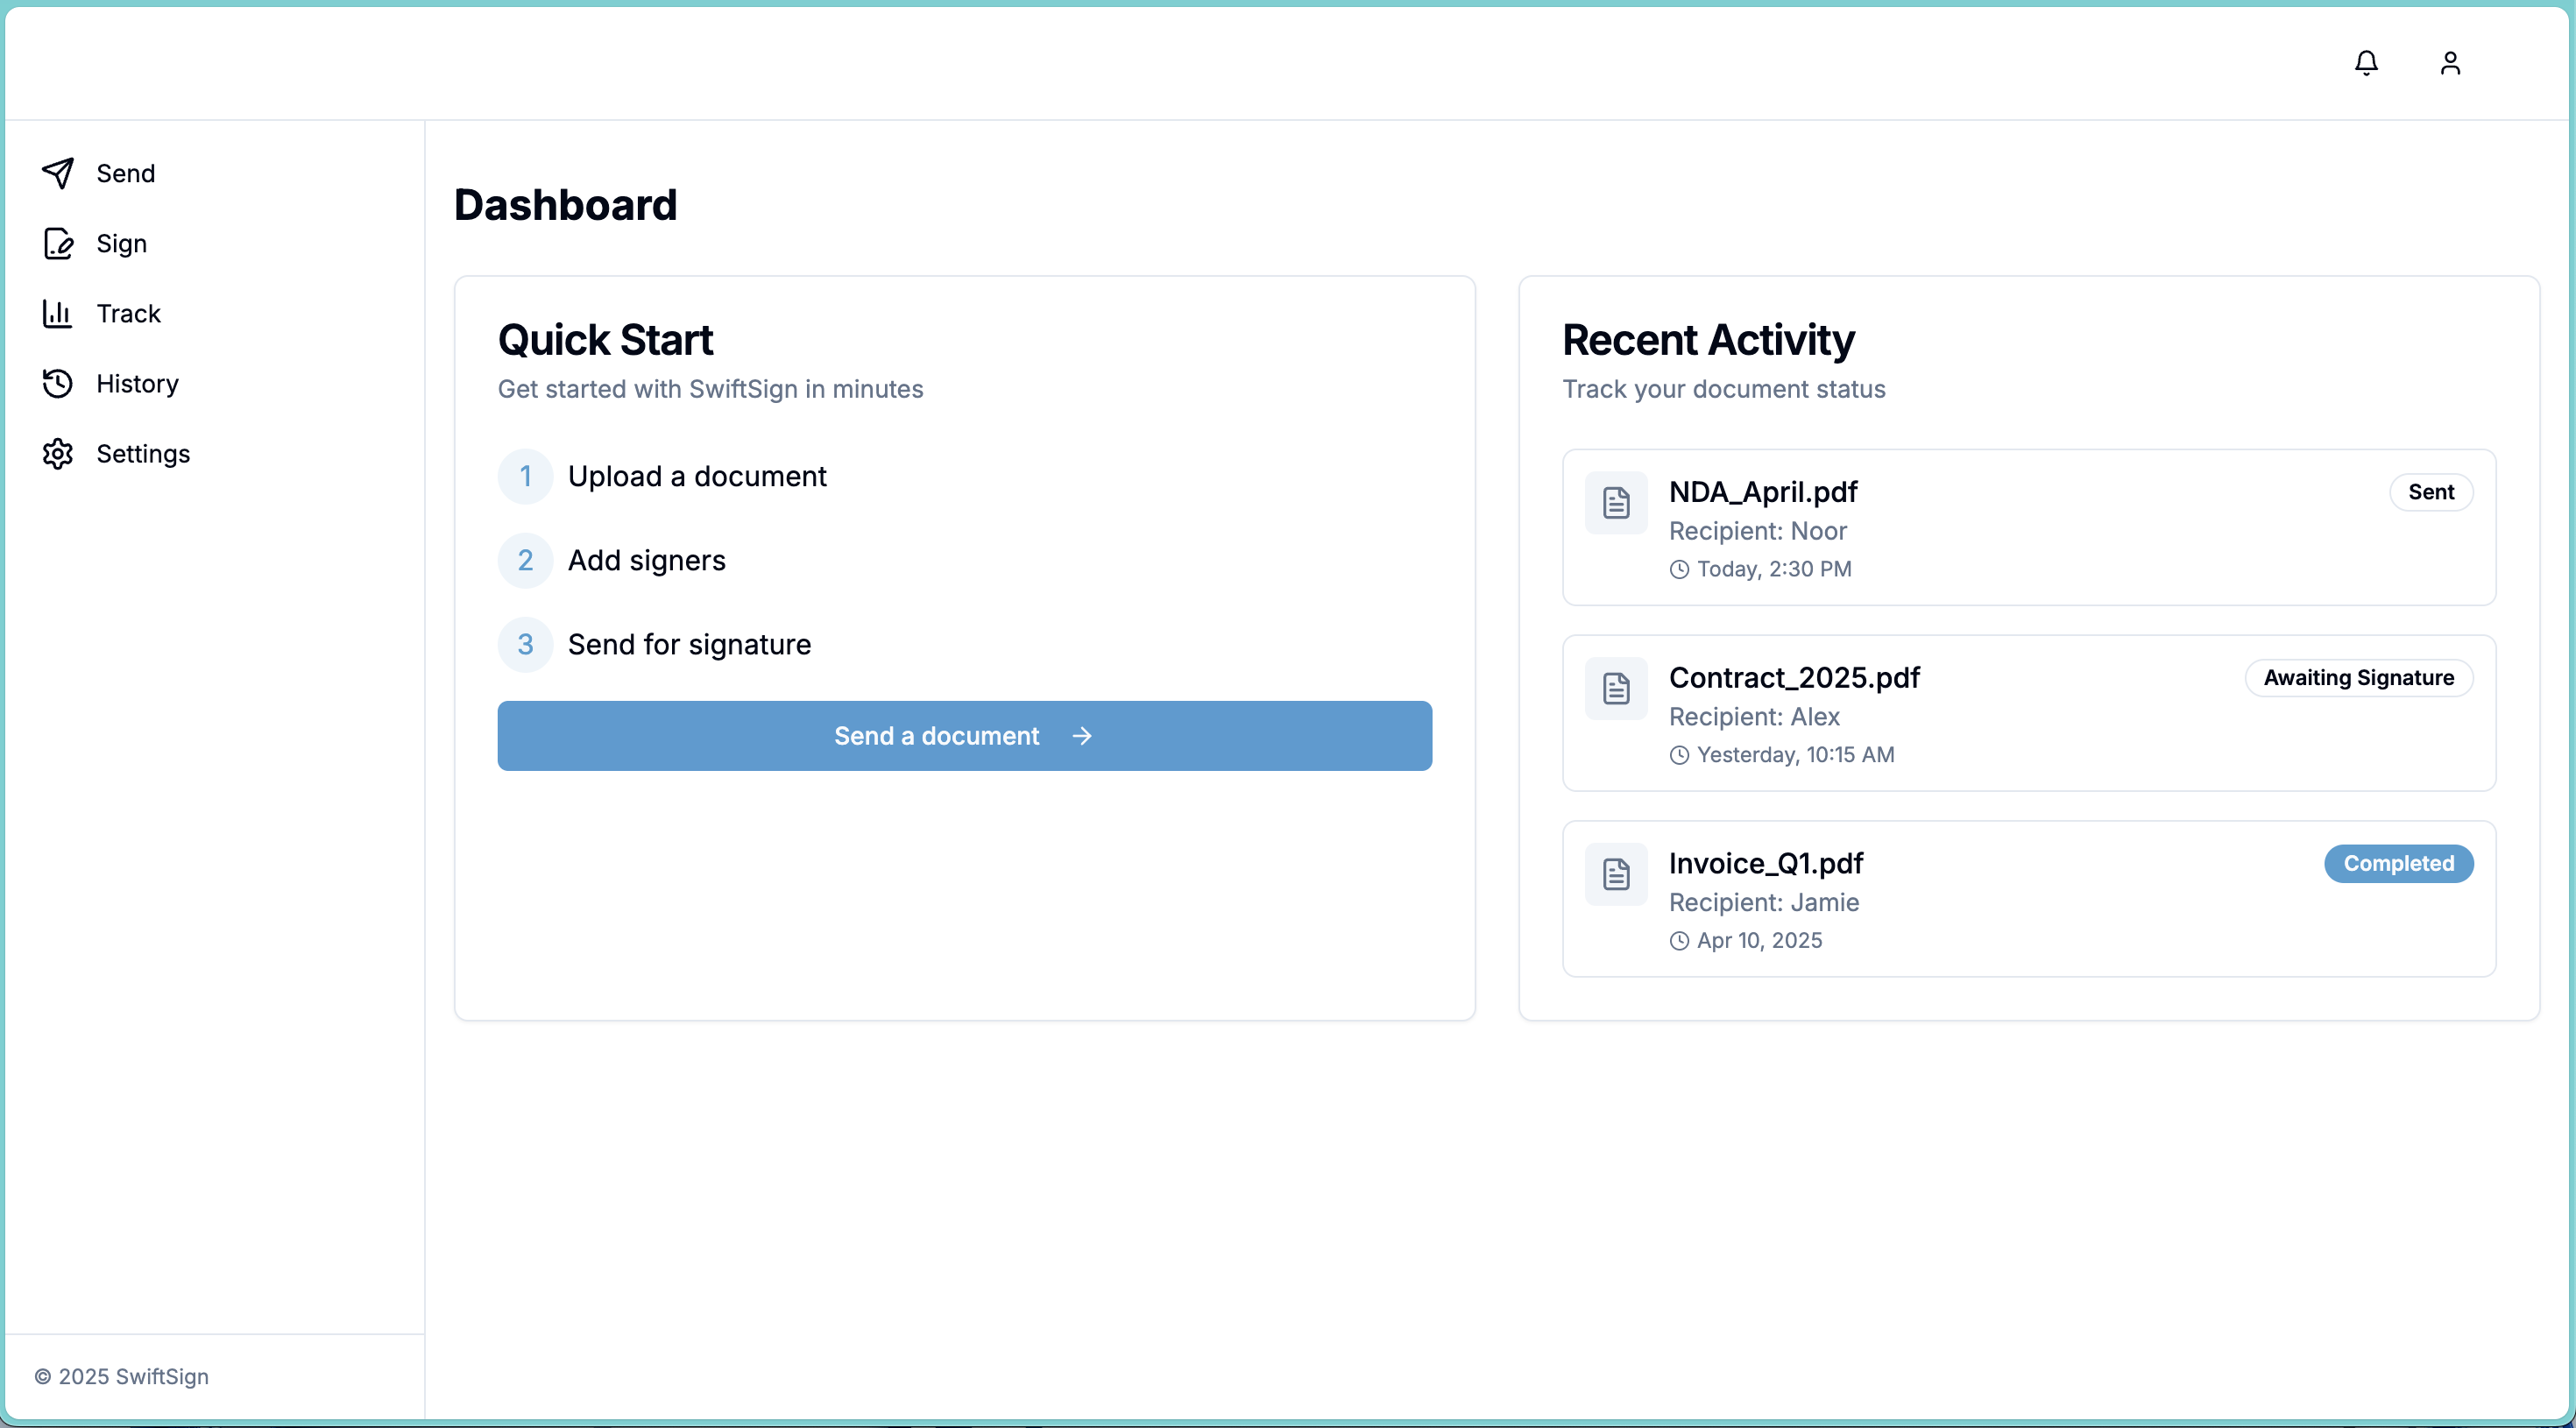 Send
Sign
Track
History
Settings
© 2025 SwiftSign
Dashboard
Quick Start
Get started with SwiftSign in minutes
1 Upload a document
2 Add signers
3 Send for signature
Send a document
Recent Activity
Track your document status
NDA_April.pdf
Sent
Recipient: Noor
Today, 2:30 PM
Contract_2025.pdf
Awaiting Signature
Recipient: Alex
Yesterday, 10:15 AM
Invoice_Q1.pdf
Completed
Recipient: Jamie
Apr 10, 2025